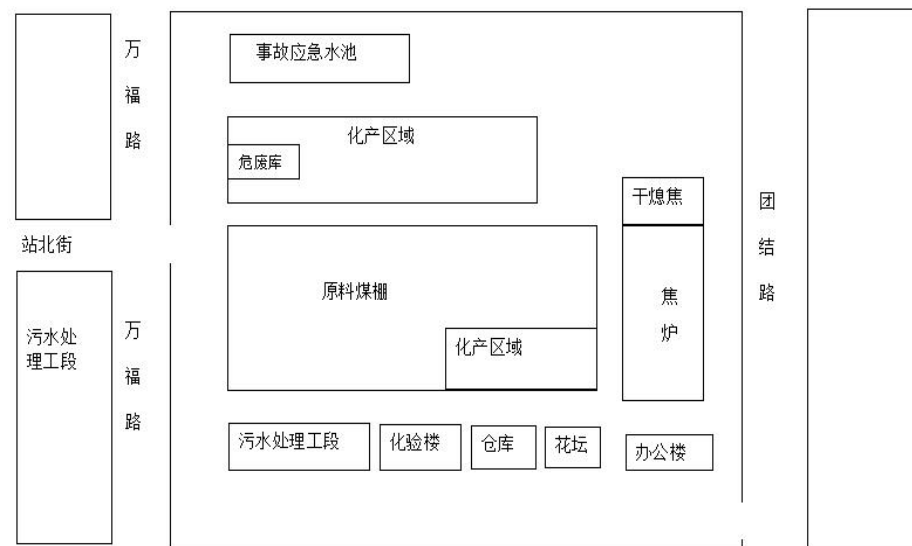 万
福
路
事故应急水池
化产区域
危废库
干熄焦
团
结
路
站北街
原料煤棚
焦
炉
污水处
理工段
万
福
路
化产区域
污水处理工段
化验楼
仓库
花坛
办公楼